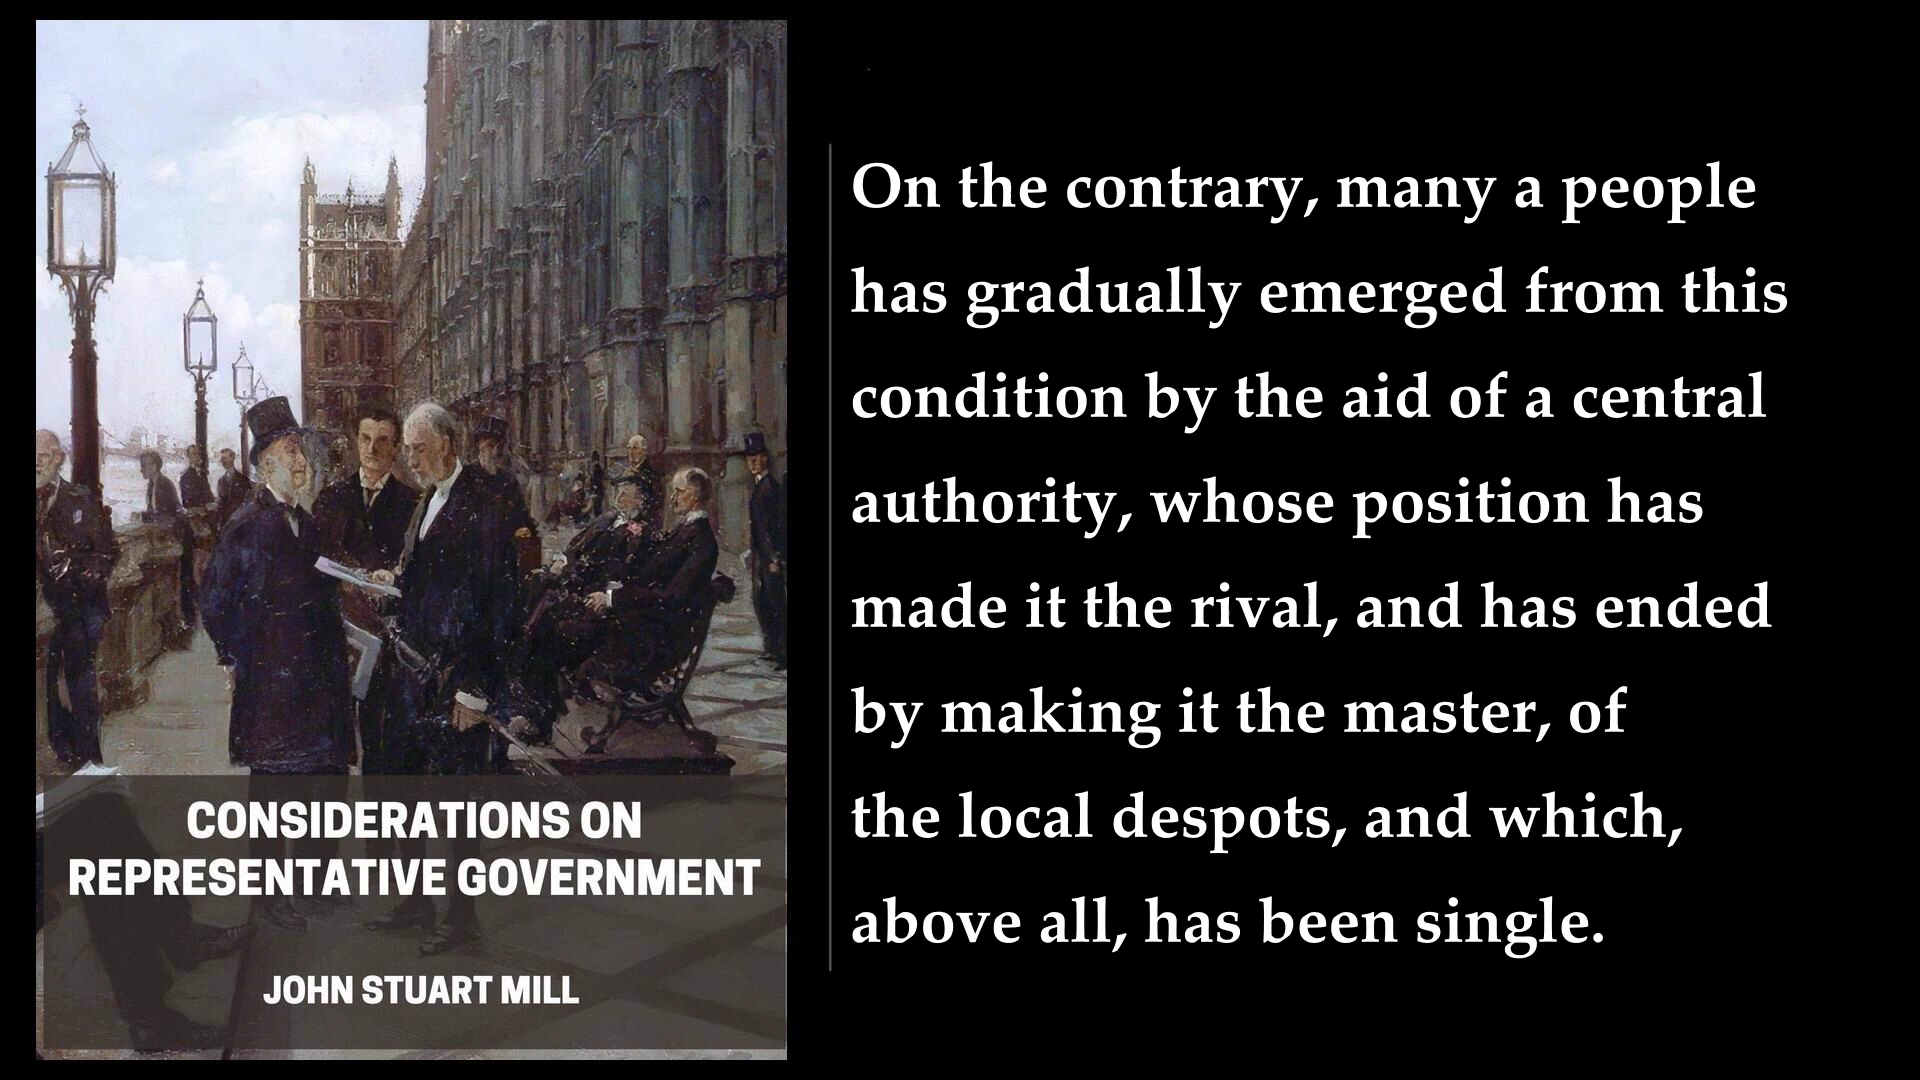 CONSIDERATIONS ON
REPRESENTATIVE GOVERNMENT
JOHN STUART MILL
On the contrary, many a people
has gradually emerged from this
condition by the aid of a central
authority, whose position has
made it the rival, and has ended
by making it the master, of
the local despots, and which,
above all, has been single.